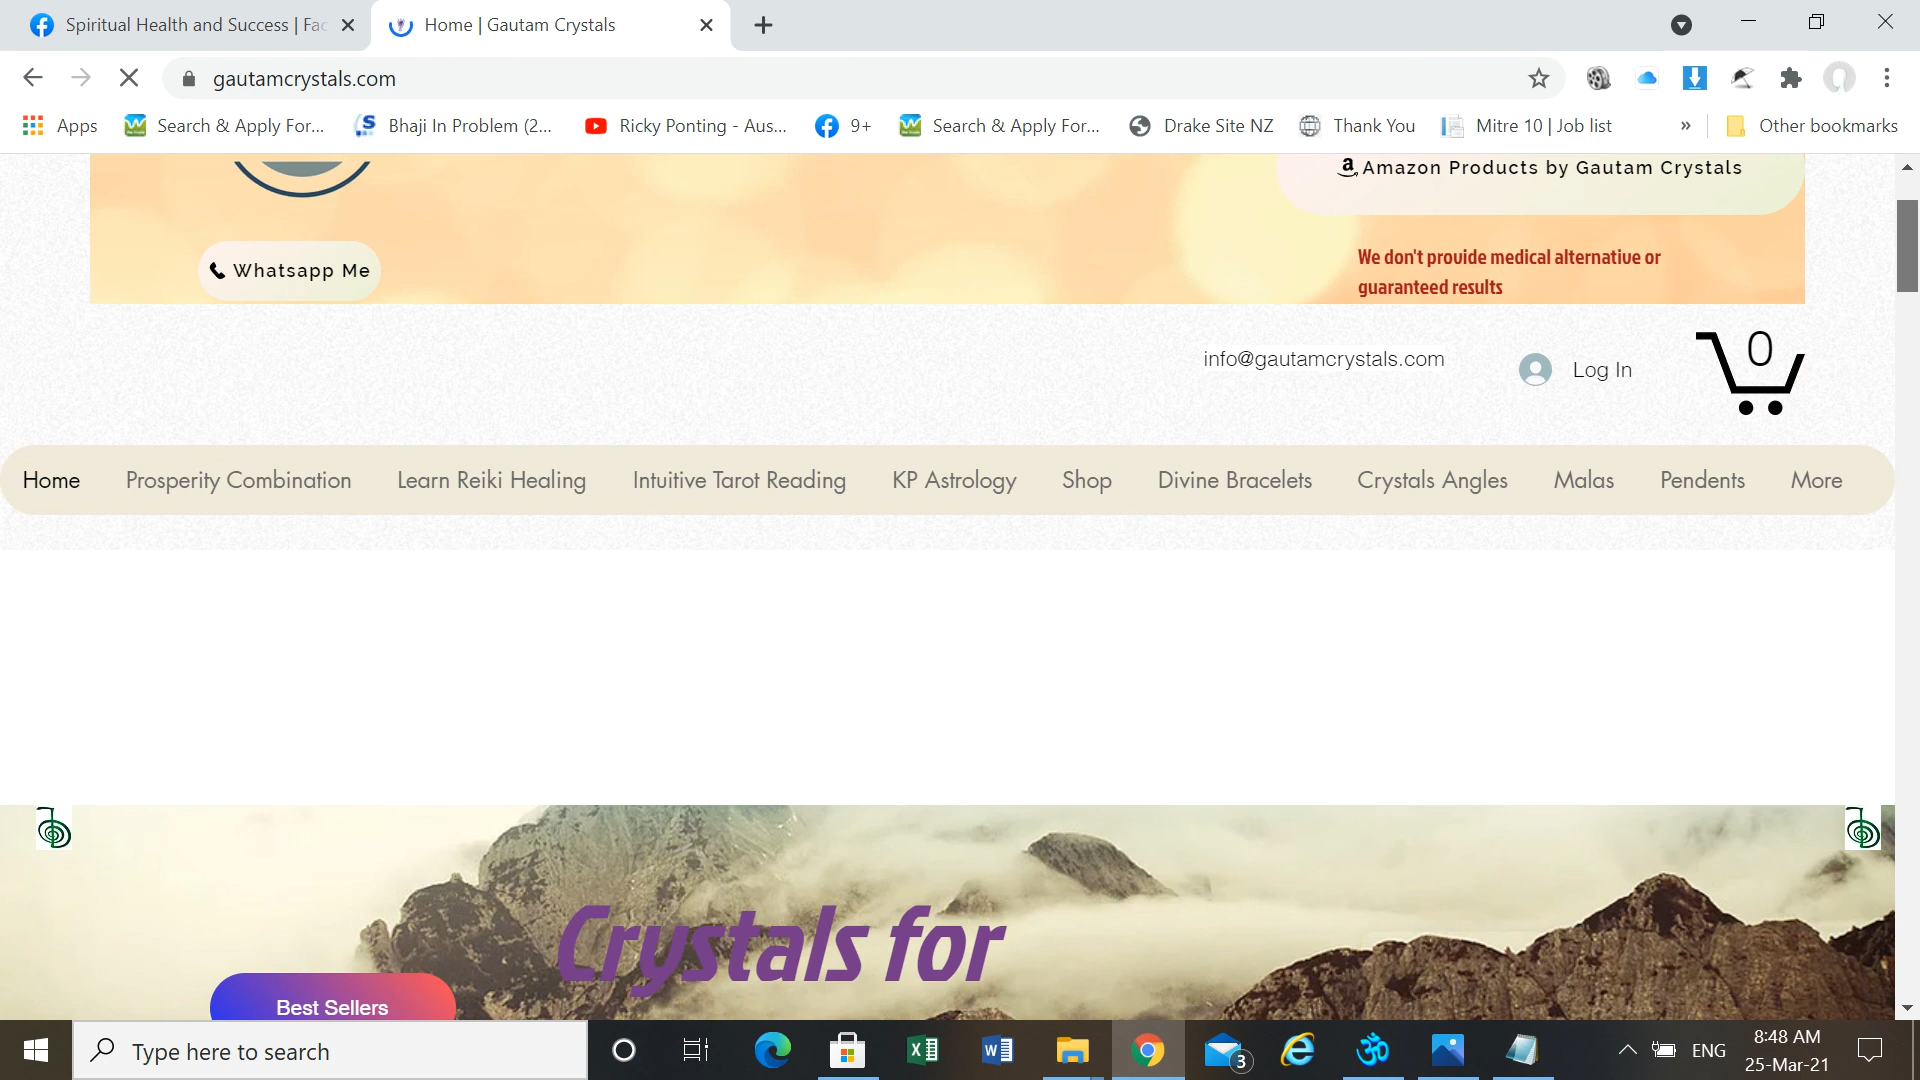 Spiritual Health and Success | Fac
Home | Gautam Crystals
gautamcrystals.com
Apps
Search & Apply For...
Bhaji In Problem (2...
Ricky Ponting - Aus...
9+
Search & Apply For...
Drake Site NZ
Thank You
Mitre 10 | Job list
»
Other bookmarks
Amazon Products by Gautam Crystals
Whatsapp Me
We don't provide medical alternative or
guaranteed results
info@gautamcrystals.com
Log In
0
Home
Prosperity Combination
Learn Reiki Healing
Intuitive Tarot Reading
KP Astrology
Shop
Divine Bracelets
Crystals Angles
Malas
Pendents
More
Crystals for
Best Sellers
Type here to search
3
ENG
8:48 AM
25-Mar-21